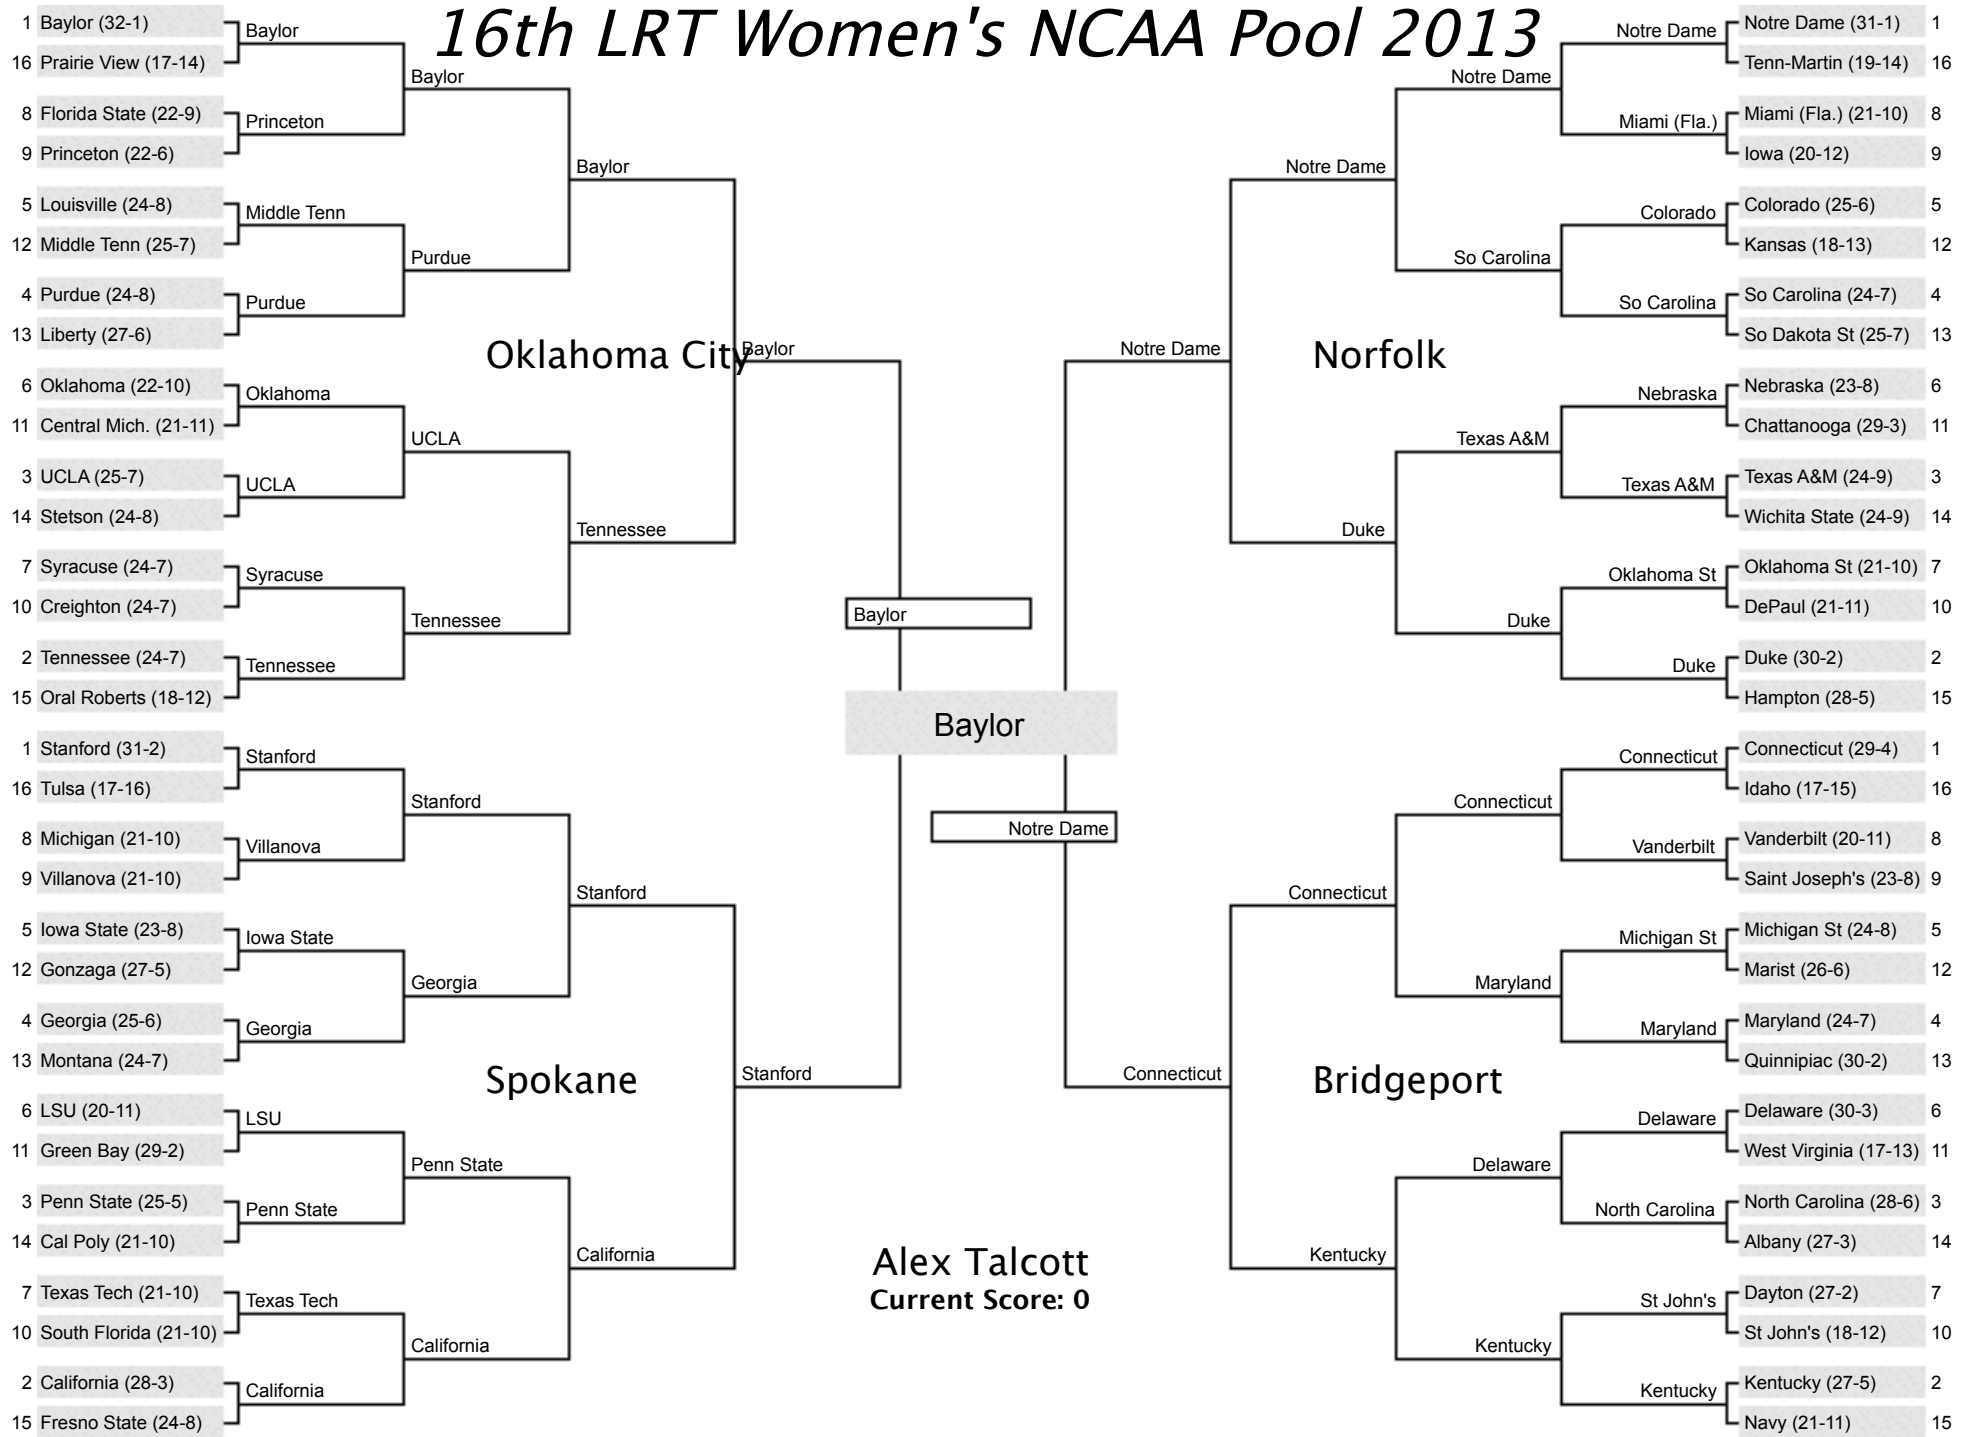 16th LRT Women's NCAA Pool 2013
1 Baylor (32-1)
16 Prairie View (17-14)
8 Florida State (22-9)
9 Princeton (22-6)
5 Louisville (24-8)
12 Middle Tenn (25-7)
4 Purdue (24-8)
13 Liberty (27-6)
6 Oklahoma (22-10)
11 Central Mich. (21-11)
3 UCLA (25-7)
14 Stetson (24-8)
7 Syracuse (24-7)
10 Creighton (24-7)
2 Tennessee (24-7)
15 Oral Roberts (18-12)
Baylor
Princeton
Middle Tenn
Purdue
Oklahoma
UCLA
Syracuse
Tennessee
Baylor
Purdue
UCLA
Tennessee
Baylor
Tennessee
Oklahoma City
Baylor
1 Stanford (31-2)
16 Tulsa (17-16)
8 Michigan (21-10)
9 Villanova (21-10)
5 Iowa State (23-8)
12 Gonzaga (27-5)
4 Georgia (25-6)
13 Montana (24-7)
6 LSU (20-11)
11 Green Bay (29-2)
3 Penn State (25-5)
14 Cal Poly (21-10)
7 Texas Tech (21-10)
10 South Florida (21-10)
2 California (28-3)
15 Fresno State (24-8)
Stanford
Villanova
Iowa State
Georgia
LSU
Penn State
Texas Tech
California
Stanford
Georgia
Penn State
California
Stanford
California
Spokane
Stanford
Baylor
Baylor
Notre Dame
Alex Talcott
Current Score: 0
Notre Dame
Norfolk
Notre Dame
Duke
Notre Dame
So Carolina
Texas A&M
Duke
Notre Dame
Miami (Fla.)
Colorado
So Carolina
Nebraska
Texas A&M
Oklahoma St
Duke
Notre Dame (31-1) 1
Tenn-Martin (19-14) 16
Miami (Fla.) (21-10) 8
Iowa (20-12) 9
Colorado (25-6) 5
Kansas (18-13) 12
So Carolina (24-7) 4
So Dakota St (25-7) 13
Nebraska (23-8) 6
Chattanooga (29-3) 11
Texas A&M (24-9) 3
Wichita State (24-9) 14
Oklahoma St (21-10) 7
DePaul (21-11) 10
Duke (30-2) 2
Hampton (28-5) 15
Connecticut
Bridgeport
Connecticut
Kentucky
Connecticut
Maryland
Delaware
Kentucky
Connecticut
Vanderbilt
Michigan St
Maryland
Delaware
North Carolina
St John's
Kentucky
Connecticut (29-4) 1
Idaho (17-15) 16
Vanderbilt (20-11) 8
Saint Joseph's (23-8) 9
Michigan St (24-8) 5
Marist (26-6) 12
Maryland (24-7) 4
Quinnipiac (30-2) 13
Delaware (30-3) 6
West Virginia (17-13) 11
North Carolina (28-6) 3
Albany (27-3) 14
Dayton (27-2) 7
St John's (18-12) 10
Kentucky (27-5) 2
Navy (21-11) 15